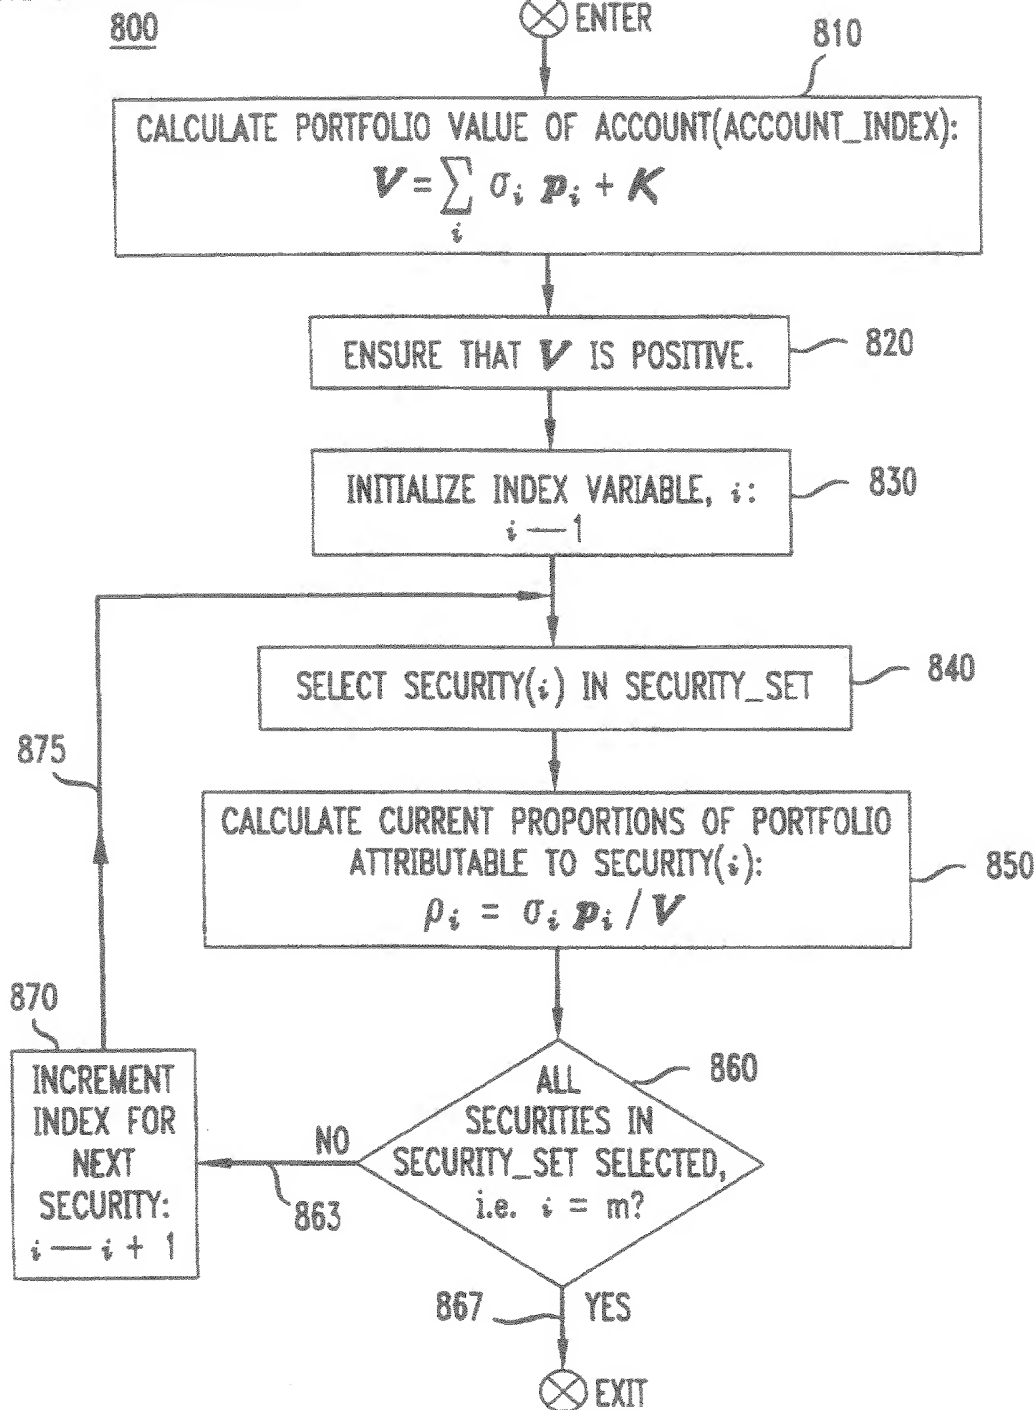 800
ENTER
810
CALCULATE PORTFOLIO VALUE OF ACCOUNT(ACCOUNT_INDEX):
V = ∑ σi pi + K
i
ENSURE THAT V IS POSITIVE.
820
INITIALIZE INDEX VARIABLE, i:
i — 1
830
SELECT SECURITY(i) IN SECURITY_SET
840
875
CALCULATE CURRENT PROPORTIONS OF PORTFOLIO
ATTRIBUTABLE TO SECURITY(i):
ρi = σi pi / V
850
870
INCREMENT
INDEX FOR
NEXT
SECURITY:
i — i + 1
NO
863
ALL
SECURITIES IN
SECURITY_SET SELECTED,
i.e. i = m?
860
867
YES
EXIT